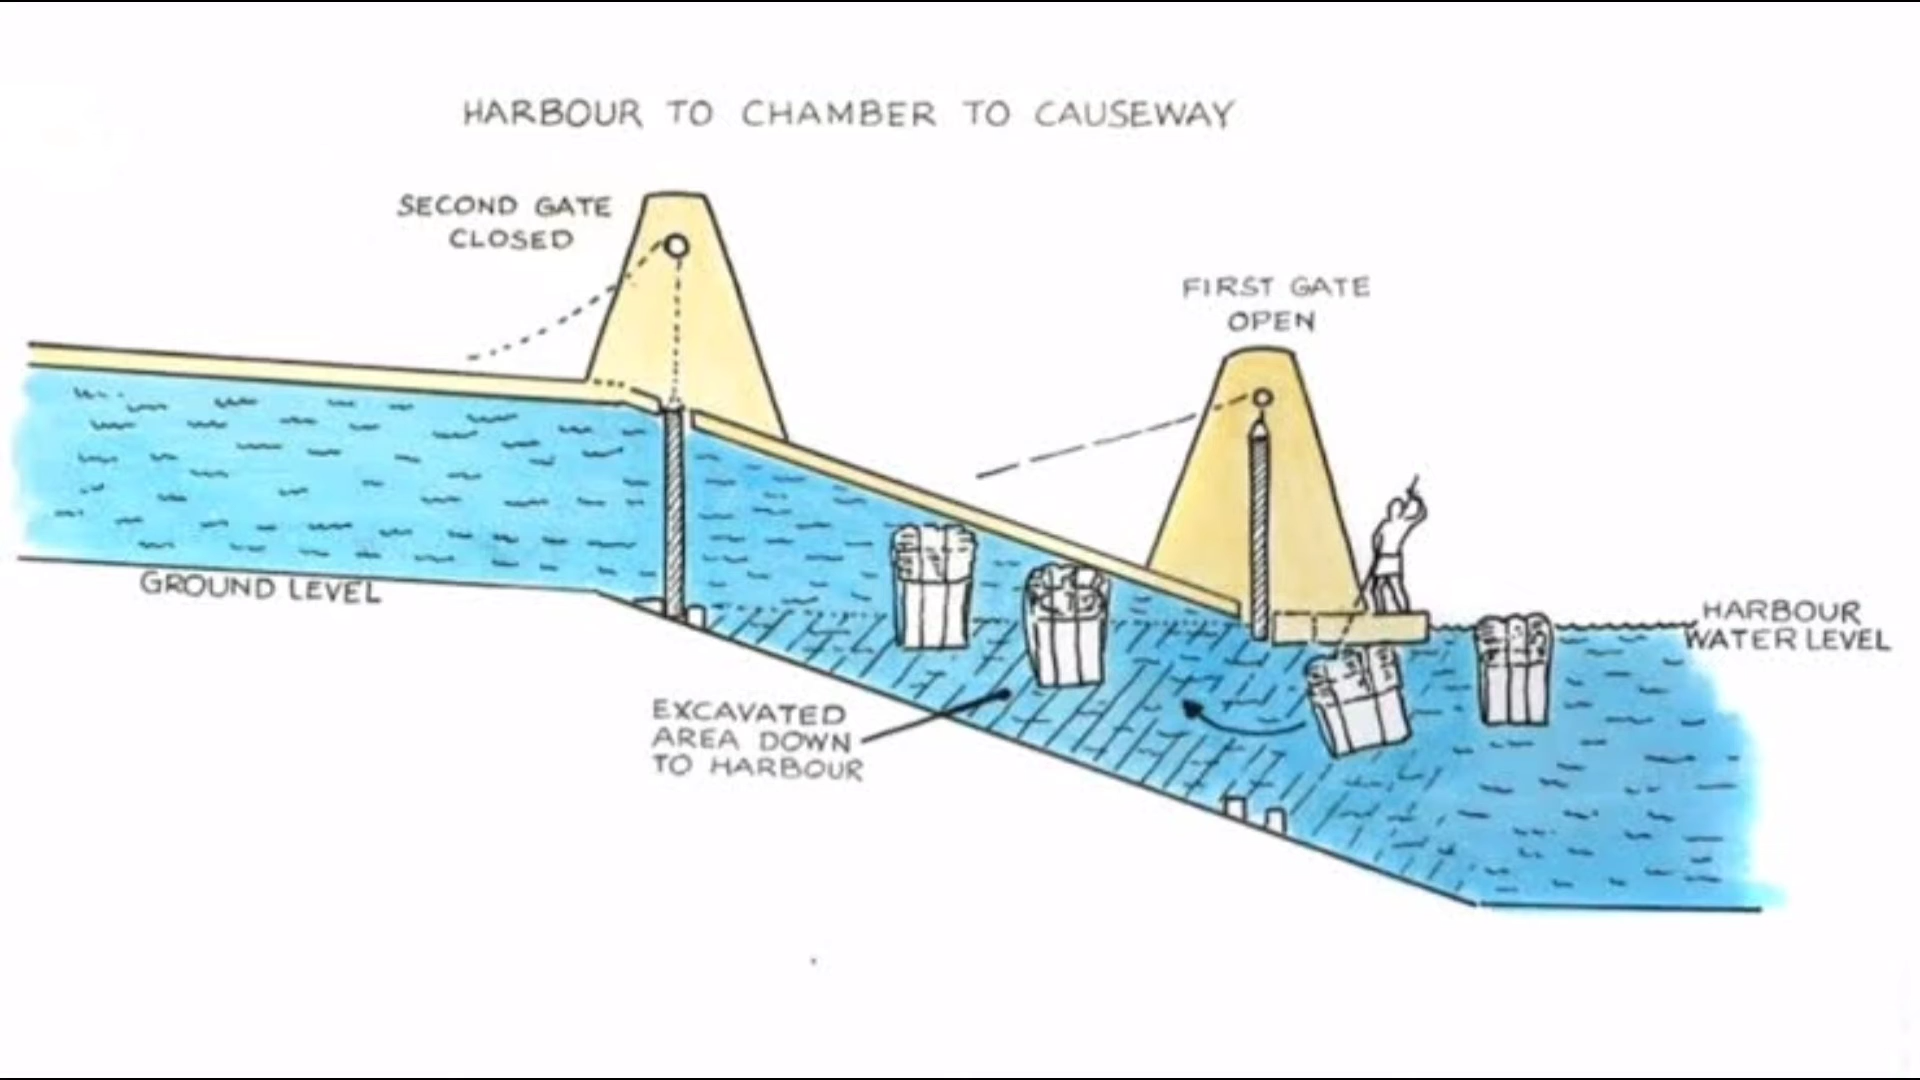 HARBOUR TO CHAMBER TO CAUSEWAY
SECOND GATE
CLOSED
FIRST GATE
OPEN
GROUND LEVEL
HARBOUR
WATER LEVEL
EXCAVATED
AREA DOWN
TO HARBOUR